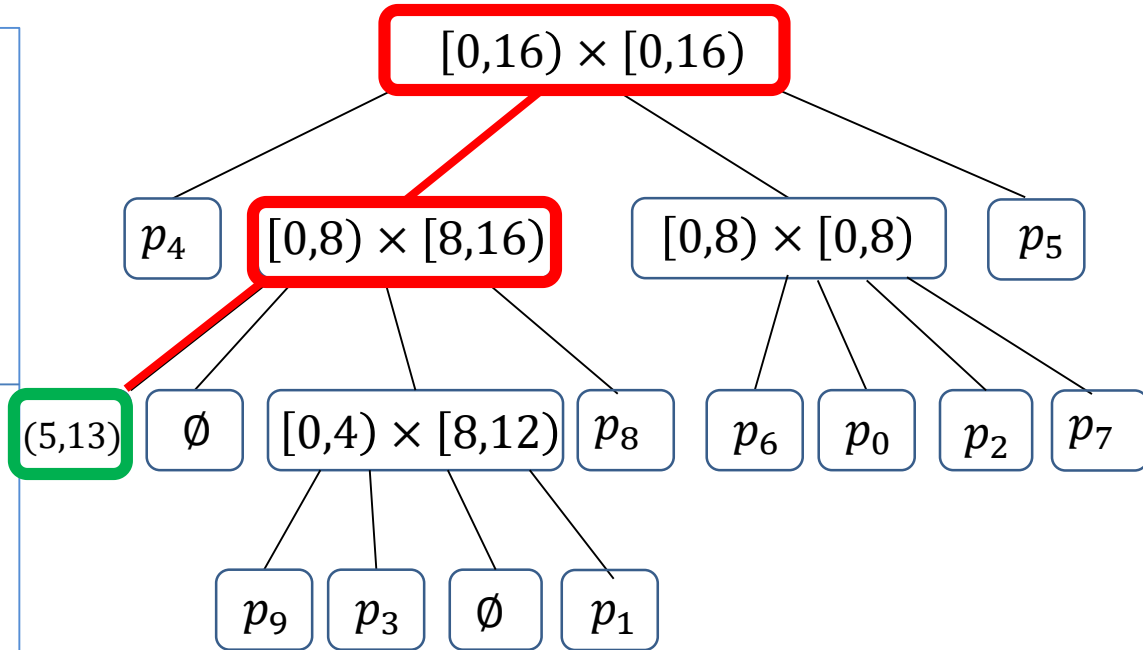 [0,16) × [0,16)
p₄ [0,8) × [8,16) [0,8) × [0,8) p₅
(5,13) ∅ [0,4) × [8,12) p₈ p₆ p₀ p₂ p₇
p₉ p₃ ∅ p₁